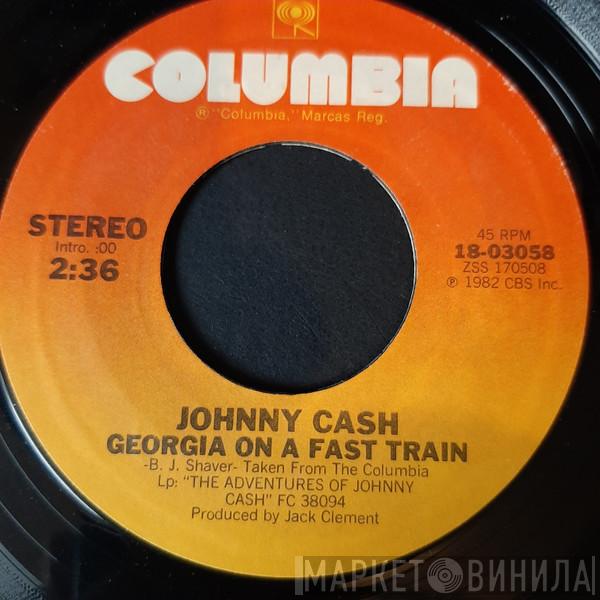 COLUMBIA
® "Columbia," Marcas Reg.
STEREO
Intro. :00
2:36
45 RPM
18-03058
ZSS 170508
℗ 1982 CBS Inc.
JOHNNY CASH
GEORGIA ON A FAST TRAIN
-B. J. Shaver- Taken From The Columbia
Lp: "THE ADVENTURES OF JOHNNY
CASH" FC 38094
Produced by Jack Clement
МАРКЕТ ВИНИЛА